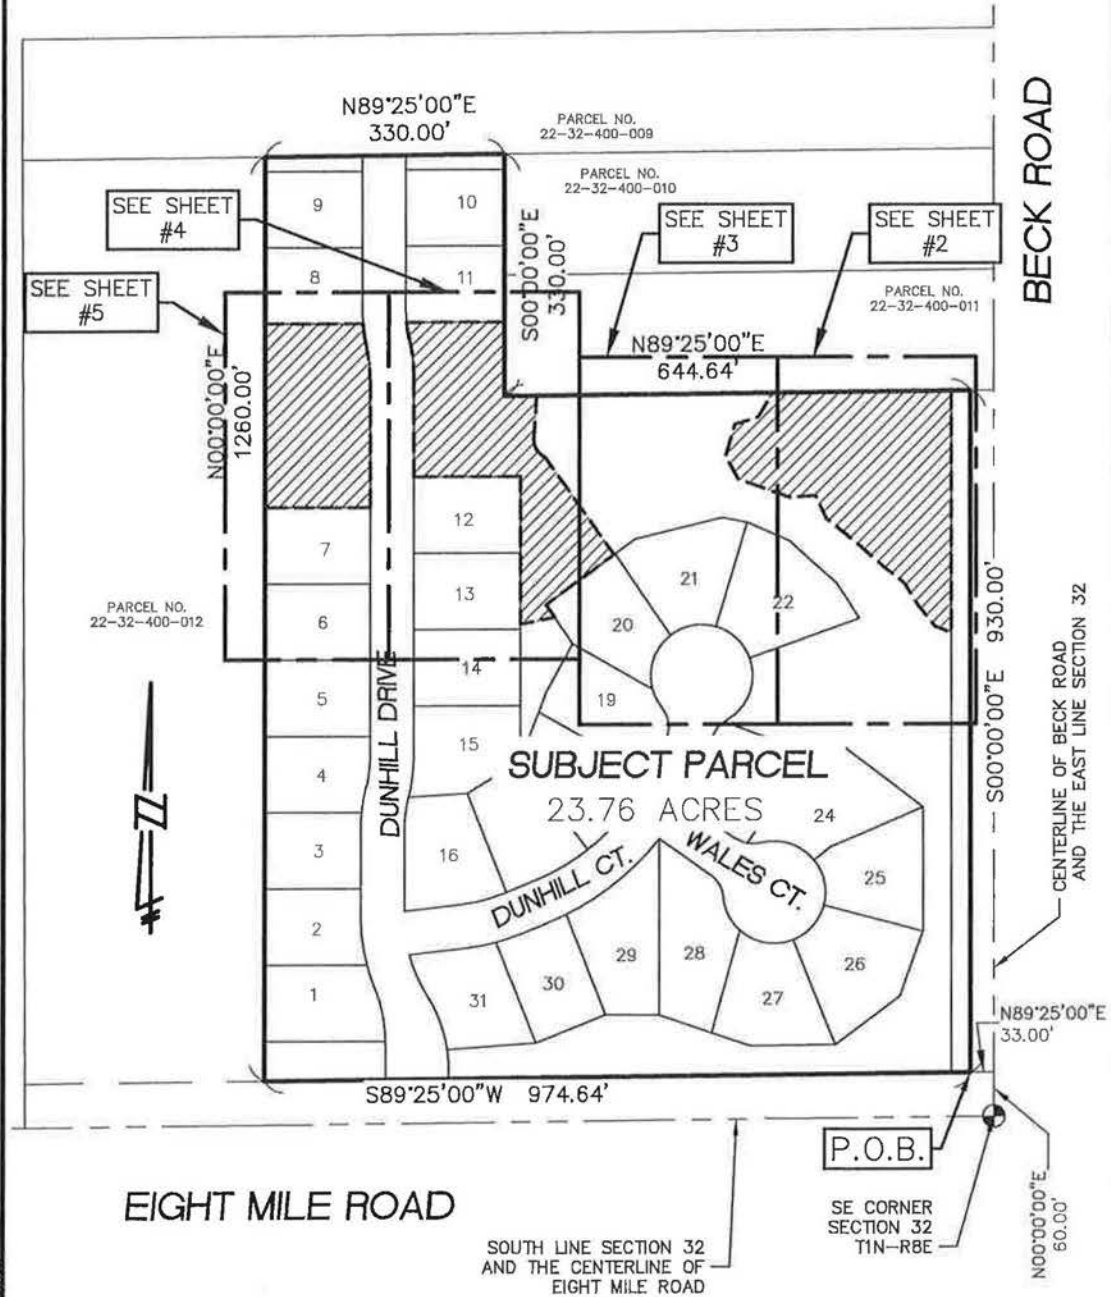 N89°25'00"E
330.00'
PARCEL NO.
22-32-400-009
BECK ROAD
PARCEL NO.
22-32-400-010
SEE SHEET
#4
9
10
SEE SHEET
#3
SEE SHEET
#2
S00°00'00"E
330.00'
SEE SHEET
#5
8
11
PARCEL NO.
22-32-400-011
N89°25'00"E
644.64'
N00°00'00"E
1260.00'
12
7
13
21
22
PARCEL NO.
22-32-400-012
6
20
14
DUNHILL DRIVE
5
19
15
S00°00'00"E 930.00'
CENTERLINE OF BECK ROAD
AND THE EAST LINE SECTION 32
SUBJECT PARCEL
23.76 ACRES
4
24
N
3
16
DUNHILL CT.
WALES CT.
25
2
29
28
26
30
27
1
31
N89°25'00"E
33.00'
S89°25'00"W 974.64'
P.O.B.
EIGHT MILE ROAD
SE CORNER
SECTION 32
T1N-R8E
N00°00'00"E
60.00'
SOUTH LINE SECTION 32
AND THE CENTERLINE OF
EIGHT MILE ROAD